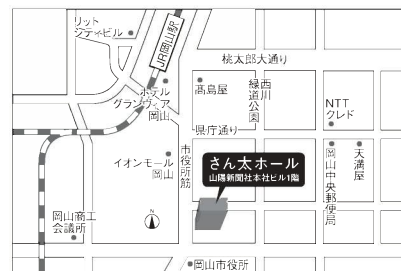 リット
シティビル
JR岡山駅
桃太郎大通り
ホテル
グランヴィア
岡山
髙島屋
西川
緑道公園
NTT
クレド
県庁通り
市役所筋
イオンモール
岡山
さん太ホール
山陽新聞社本社ビル1階
岡山中央郵便局
天満屋
岡山商工
会議所
N
岡山市役所